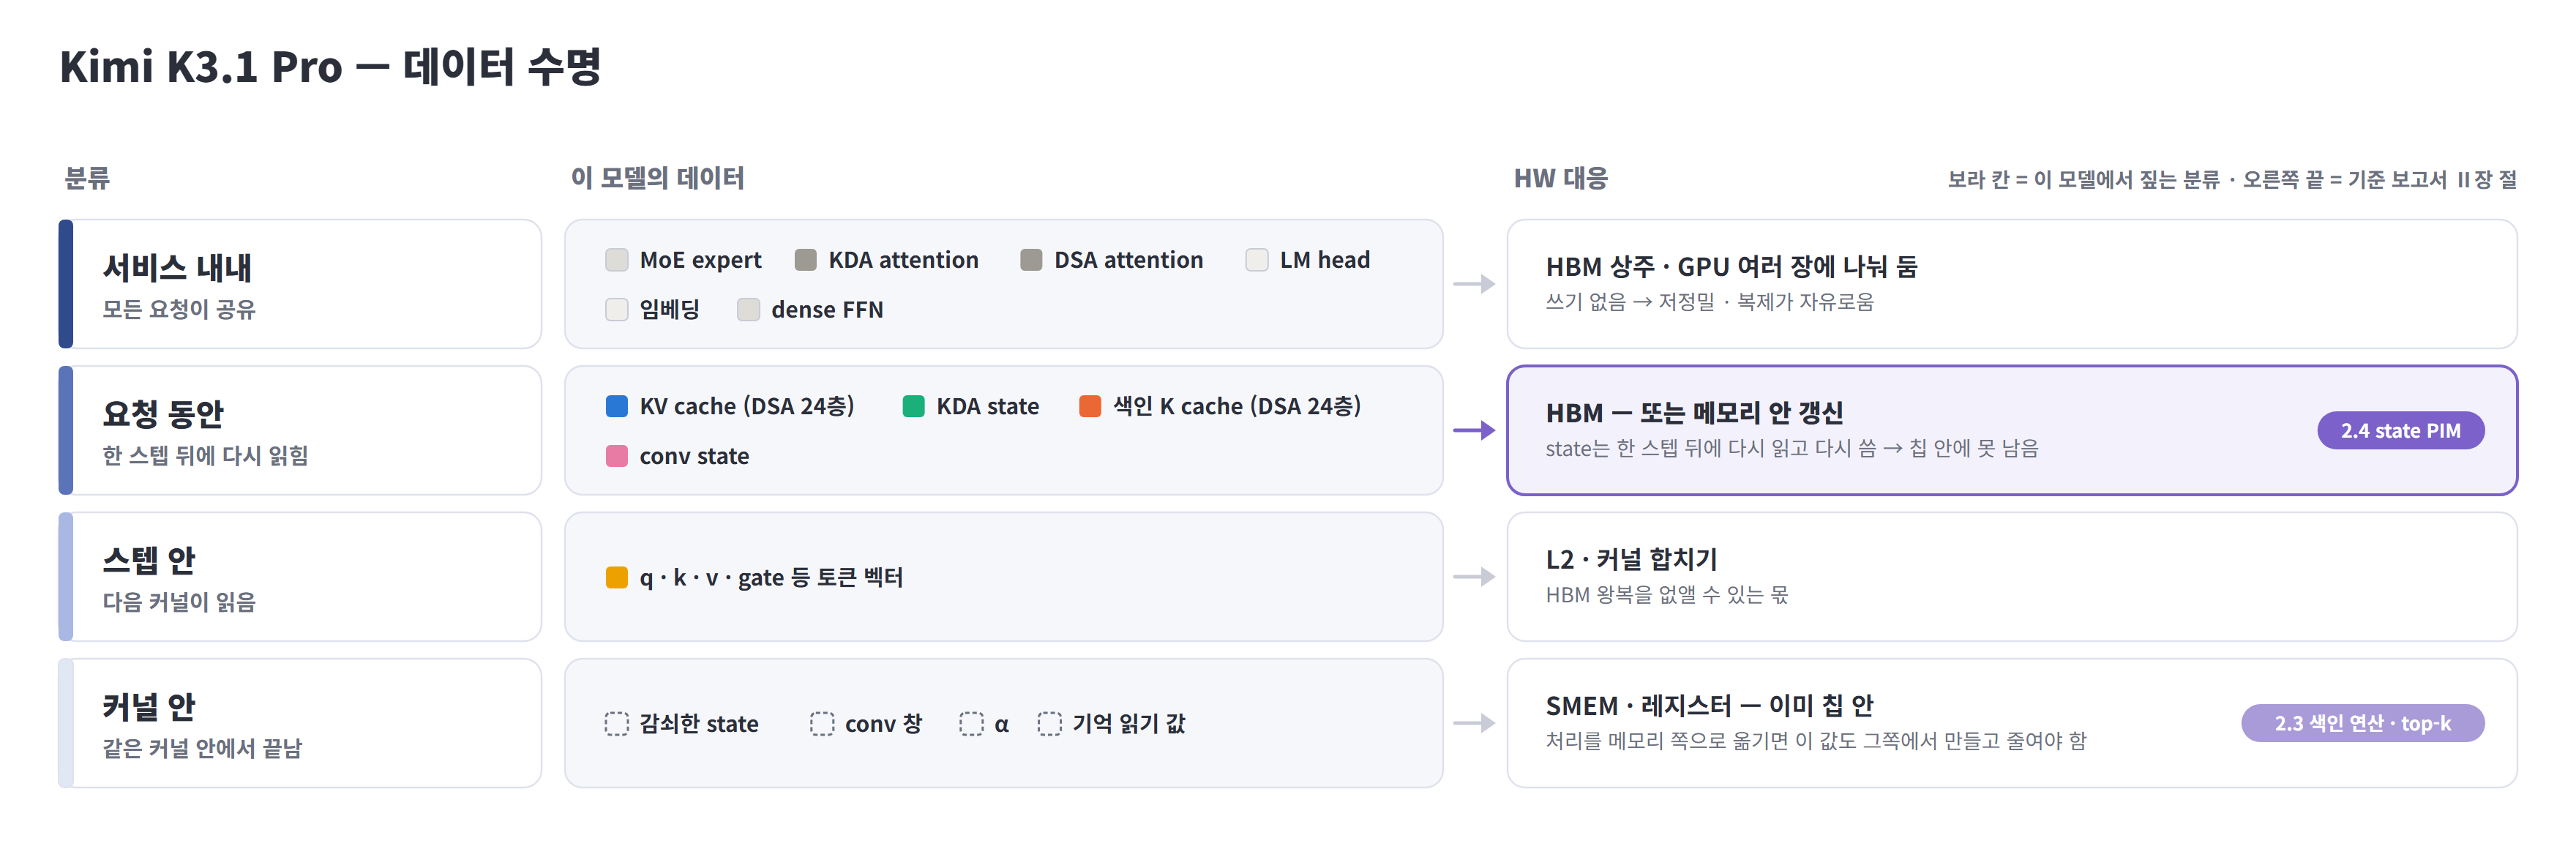 Kimi K3.1 Pro — 데이터 수명
분류
이 모델의 데이터
HW 대응
보라 칸 = 이 모델에서 짚는 분류 · 오른쪽 끝 = 기준 보고서 II장 절
서비스 내내
모든 요청이 공유
MoE expert
KDA attention
DSA attention
LM head
임베딩
dense FFN
HBM 상주 · GPU 여러 장에 나눠 둠
쓰기 없음 → 저정밀 · 복제가 자유로움
요청 동안
한 스텝 뒤에 다시 읽힘
KV cache (DSA 24층)
KDA state
색인 K cache (DSA 24층)
conv state
HBM — 또는 메모리 안 갱신
state는 한 스텝 뒤에 다시 읽고 다시 씀 → 칩 안에 못 남음
2.4 state PIM
스텝 안
다음 커널이 읽음
q · k · v · gate 등 토큰 벡터
L2 · 커널 합치기
HBM 왕복을 없앨 수 있는 몫
커널 안
같은 커널 안에서 끝남
감쇠한 state
conv 창
α
기억 읽기 값
SMEM · 레지스터 — 이미 칩 안
처리를 메모리 쪽으로 옮기면 이 값도 그쪽에서 만들고 줄여야 함
2.3 색인 연산 · top-k